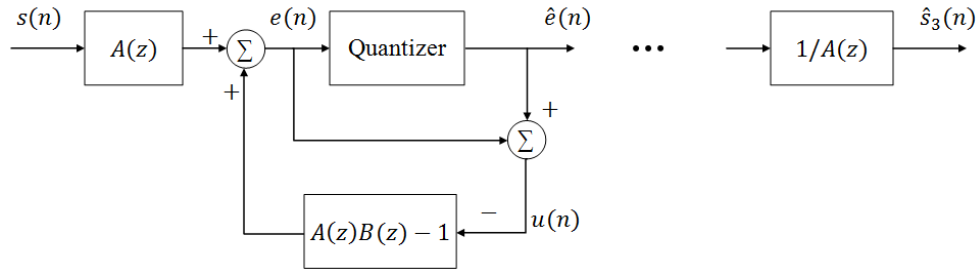 s(n)
A(z)
+
Σ
+
e(n)
Quantizer
ê(n)
•••
1/A(z)
ŝ₃(n)
+
Σ
−
u(n)
A(z)B(z) − 1